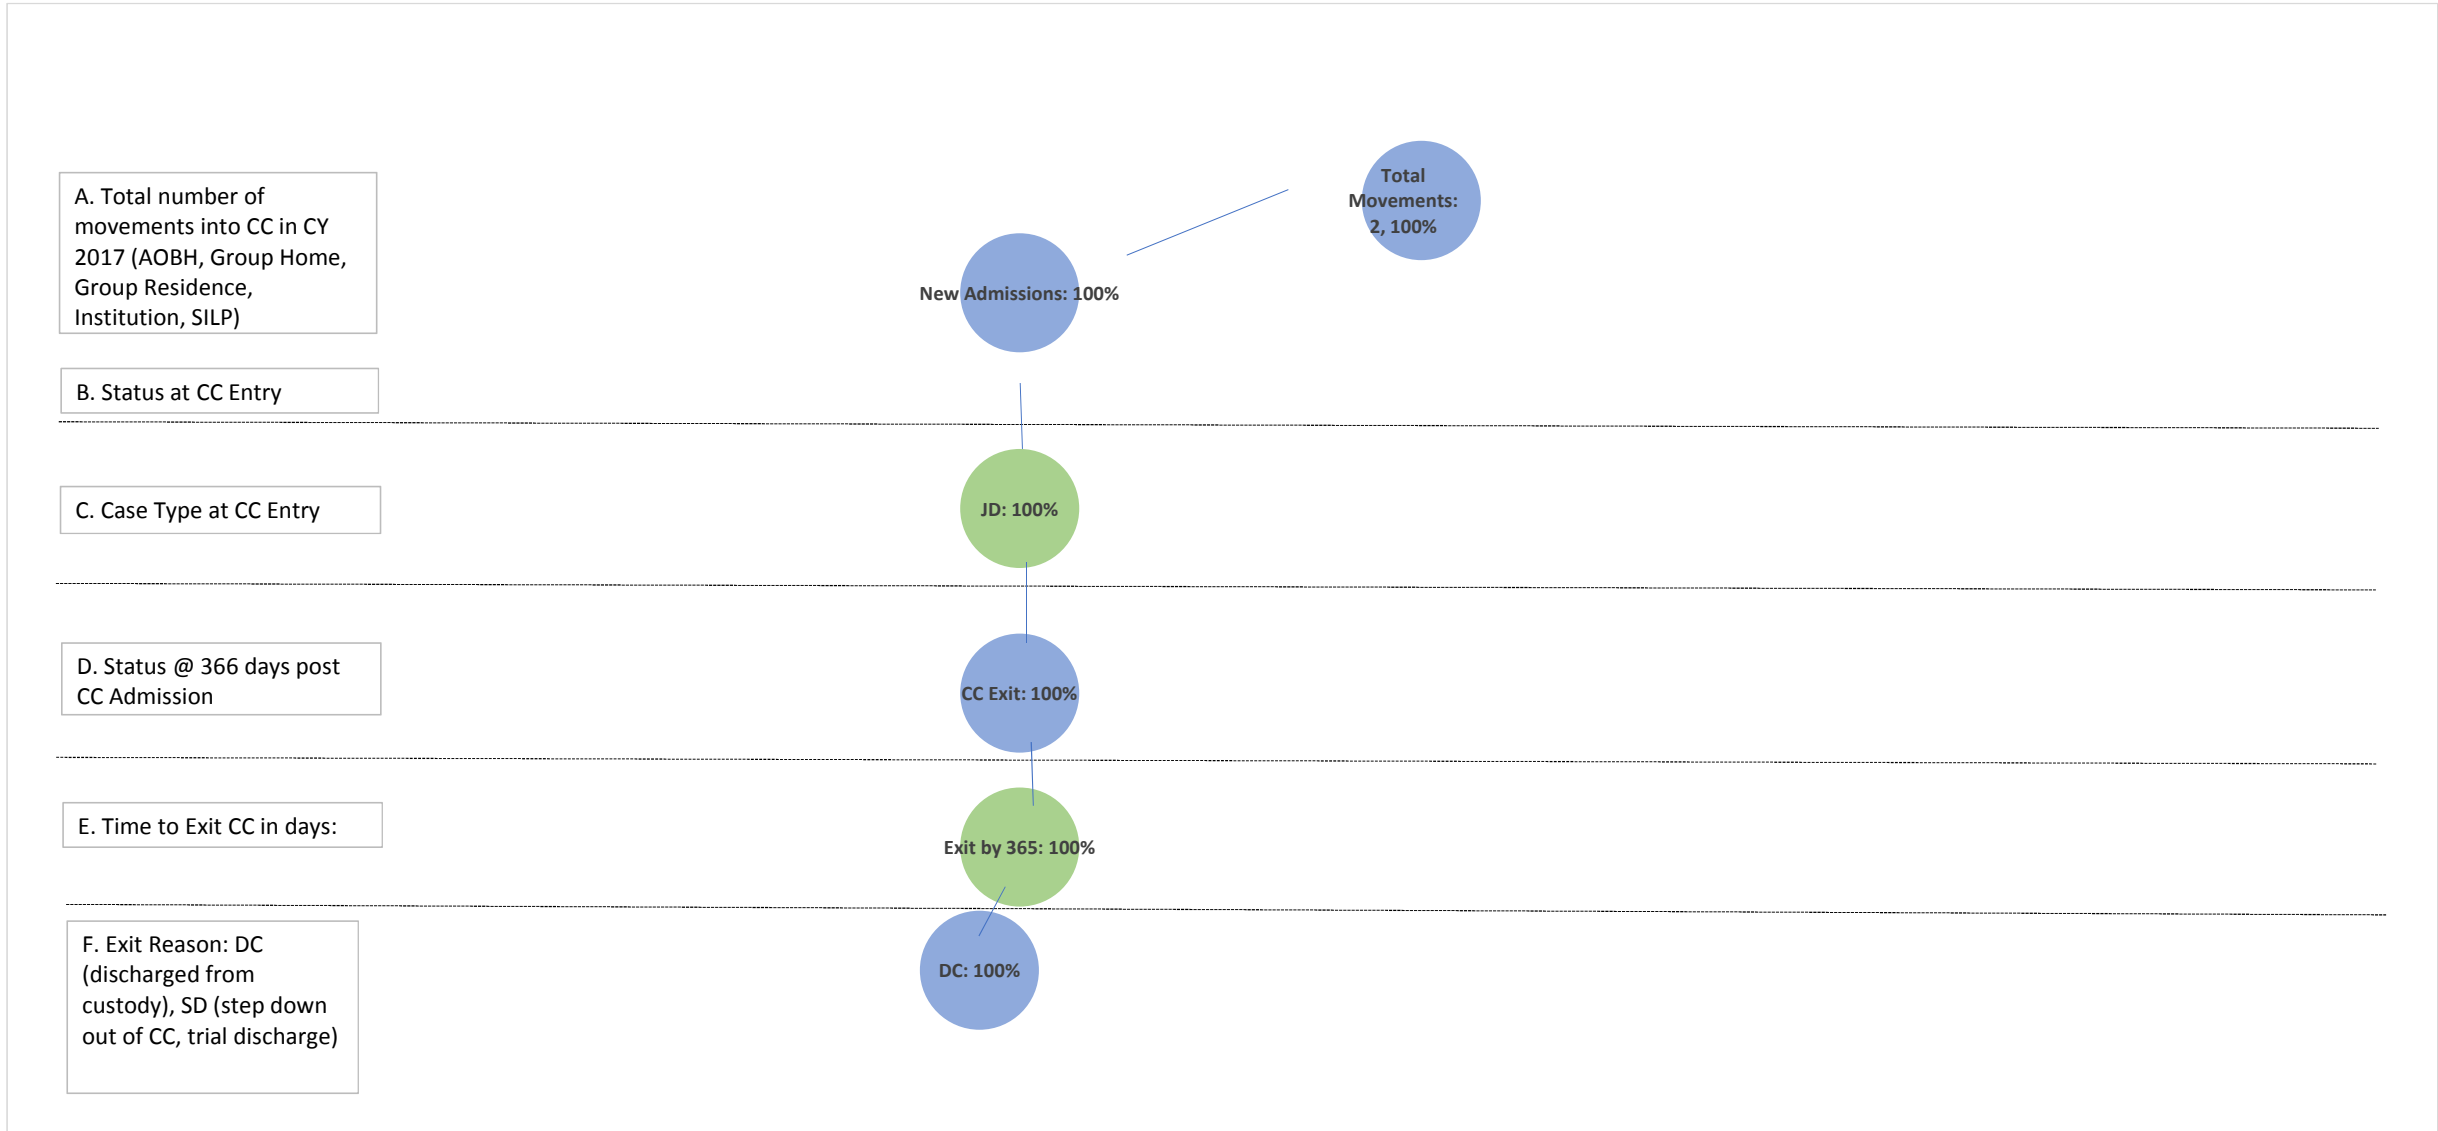 A. Total number of
movements into CC in CY
2017 (AOBH, Group Home,
Group Residence,
Institution, SILP)
Total
Movements:
2, 100%
New Admissions: 100%
B. Status at CC Entry
C. Case Type at CC Entry
JD: 100%
D. Status @ 366 days post
CC Admission
CC Exit: 100%
E. Time to Exit CC in days:
Exit by 365: 100%
F. Exit Reason: DC
(discharged from
custody), SD (step down
out of CC, trial discharge)
DC: 100%